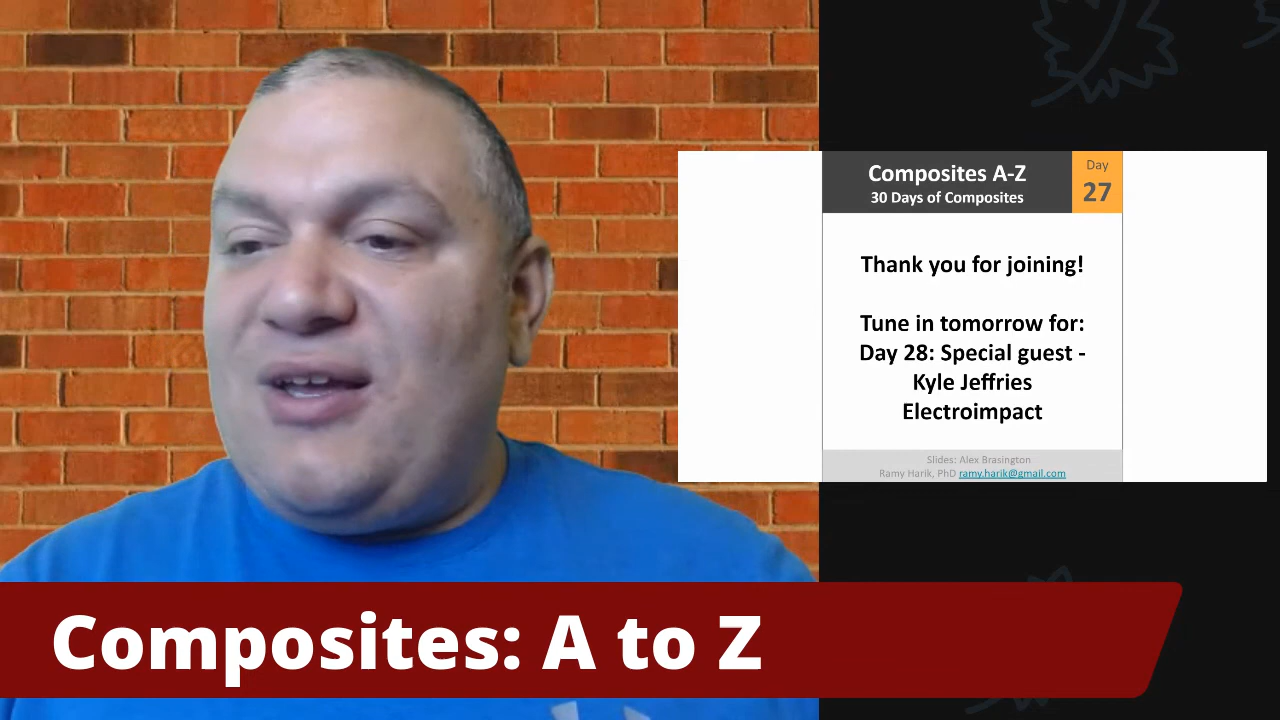 Composites A-Z
30 Days of Composites
Day
27
Thank you for joining!
Tune in tomorrow for:
Day 28: Special guest -
Kyle Jeffries
Electroimpact
Slides: Alex Brasington
Ramy Harik, PhD ramy.harik@gmail.com
Composites: A to Z